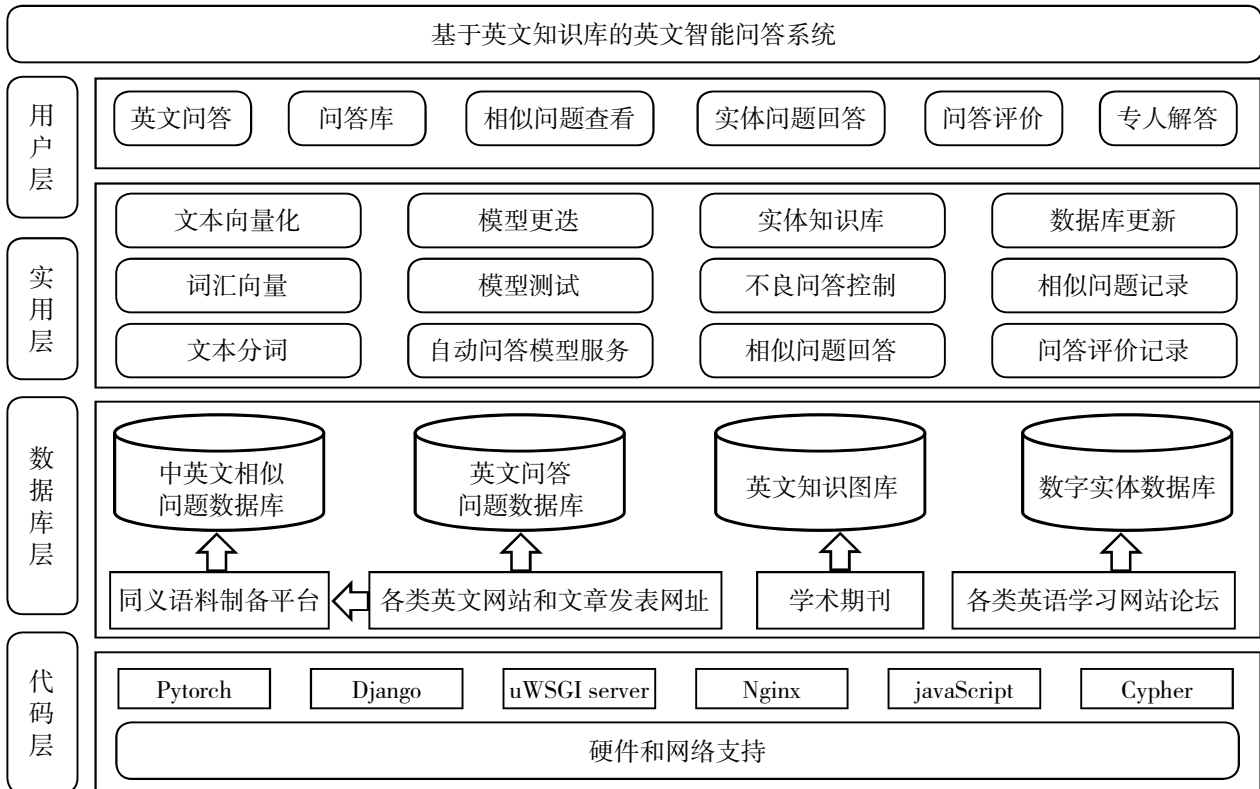 基于英文知识库的英文智能问答系统
用户层
英文问答
问答库
相似问题查看
实体问题回答
问答评价
专人解答
实用层
文本向量化
模型更迭
实体知识库
数据库更新
词汇向量
模型测试
不良问答控制
相似问题记录
文本分词
自动问答模型服务
相似问题回答
问答评价记录
数据库层
中英文相似
问题数据库
英文问答
问题数据库
英文知识图库
数字实体数据库
同义语料制备平台
各类英文网站和文章发表网址
学术期刊
各类英语学习网站论坛
代码层
Pytorch
Django
uWSGI server
Nginx
javaScript
Cypher
硬件和网络支持